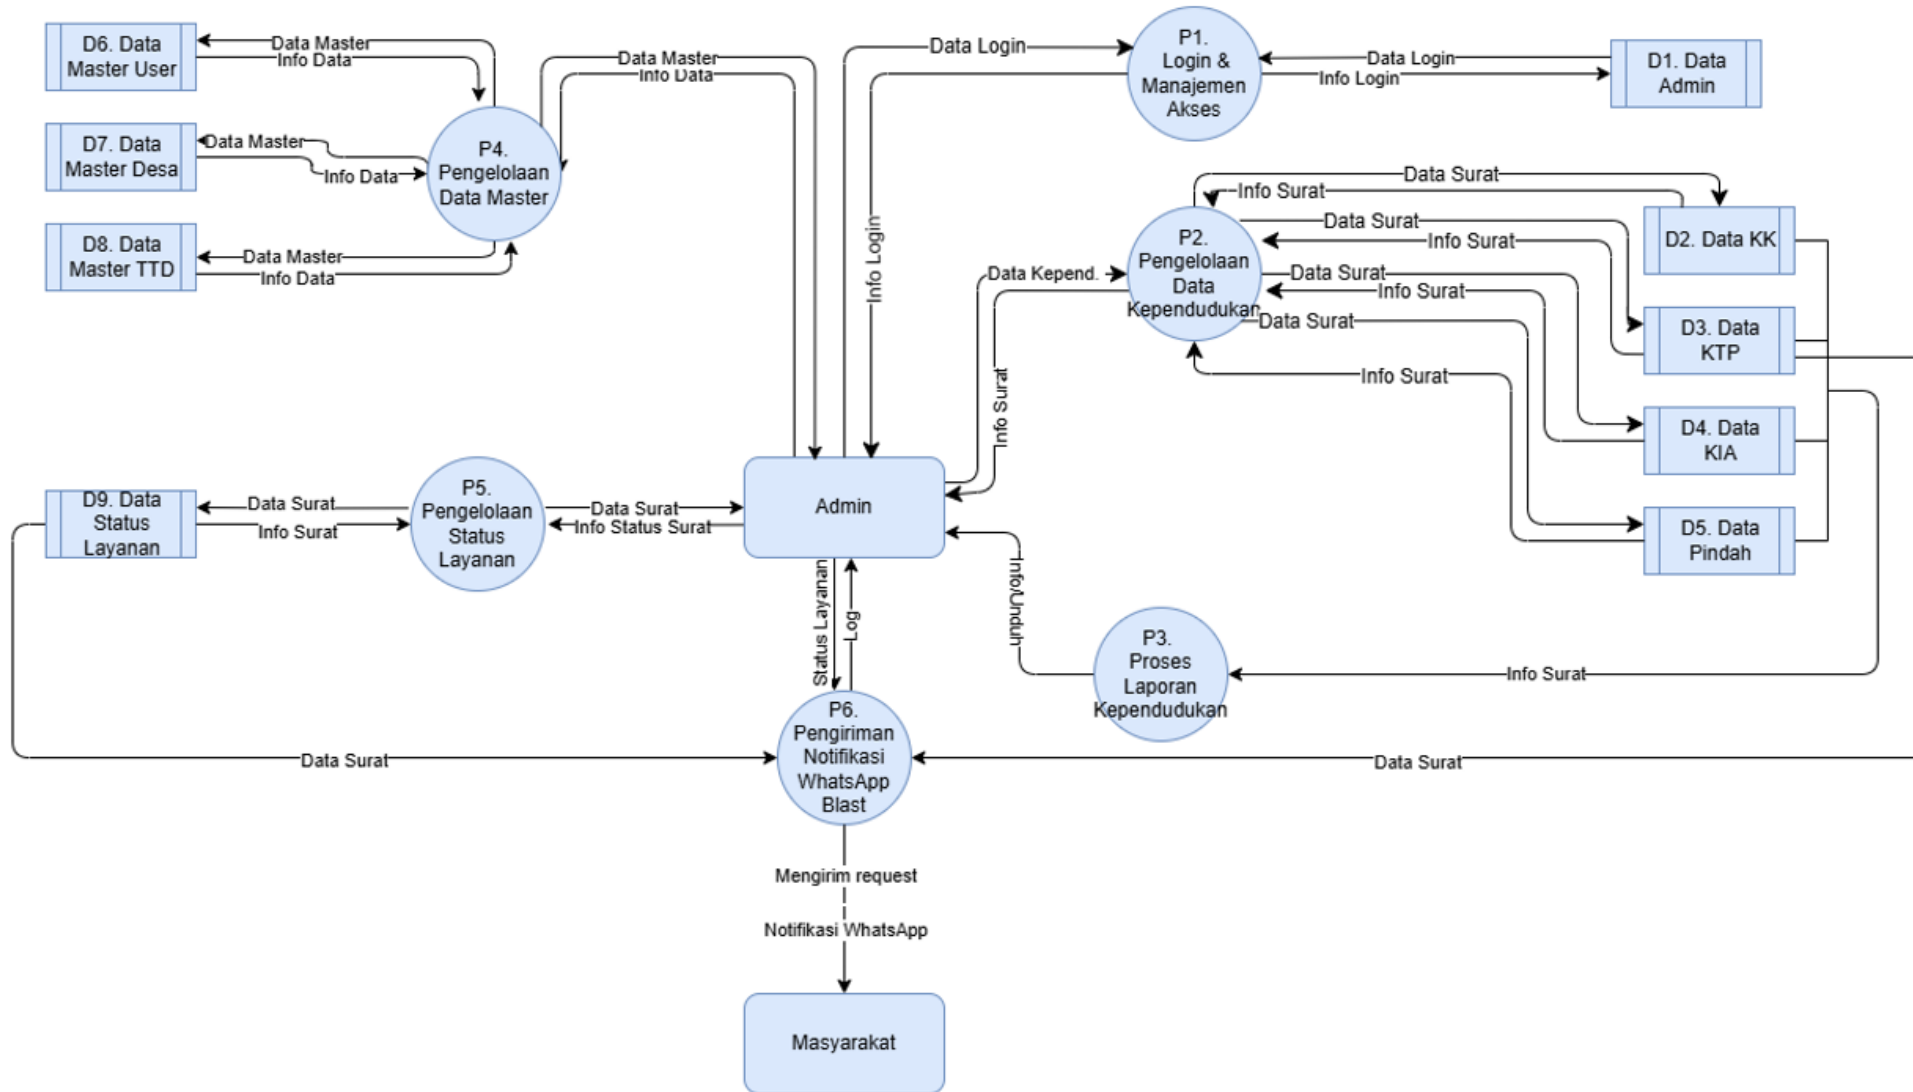 D6. Data
Master User
Data Master
Info Data
D7. Data
Master Desa
Data Master
Info Data
D8. Data
Master TTD
Data Master
Info Data
P4.
Pengelolaan
Data Master
Data Master
Info Data
Data Login
Info Login
P1.
Login &
Manajemen
Akses
Data Login
Info Login
D1. Data
Admin
Data Kepend.
Info Surat
P2.
Pengelolaan
Data
Kependudukan
Data Surat
Info Surat
Data Surat
Info Surat
Data Surat
Info Surat
Data Surat
Info Surat
D2. Data KK
D3. Data
KTP
D4. Data
KIA
D5. Data
Pindah
D9. Data
Status
Layanan
Data Surat
Info Surat
P5.
Pengelolaan
Status
Layanan
Data Surat
Info Status Surat
Admin
Info/Unduh
P3.
Proses
Laporan
Kependudukan
Info Surat
Status Layanan
Log
P6.
Pengiriman
Notifikasi
WhatsApp
Blast
Data Surat
Data Surat
Mengirim request
Notifikasi WhatsApp
Masyarakat